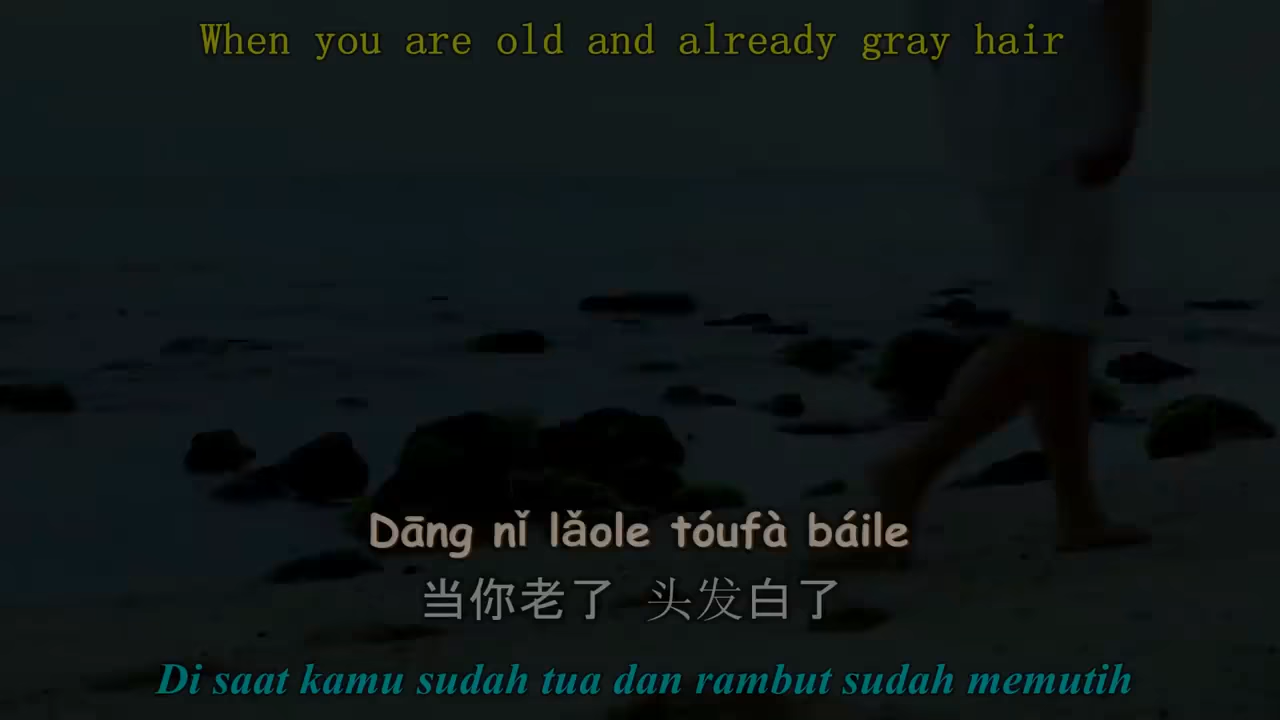 When you are old and already gray hair
Dāng nǐ lǎole tóufà báile
当你老了 头发白了
Di saat kamu sudah tua dan rambut sudah memutih